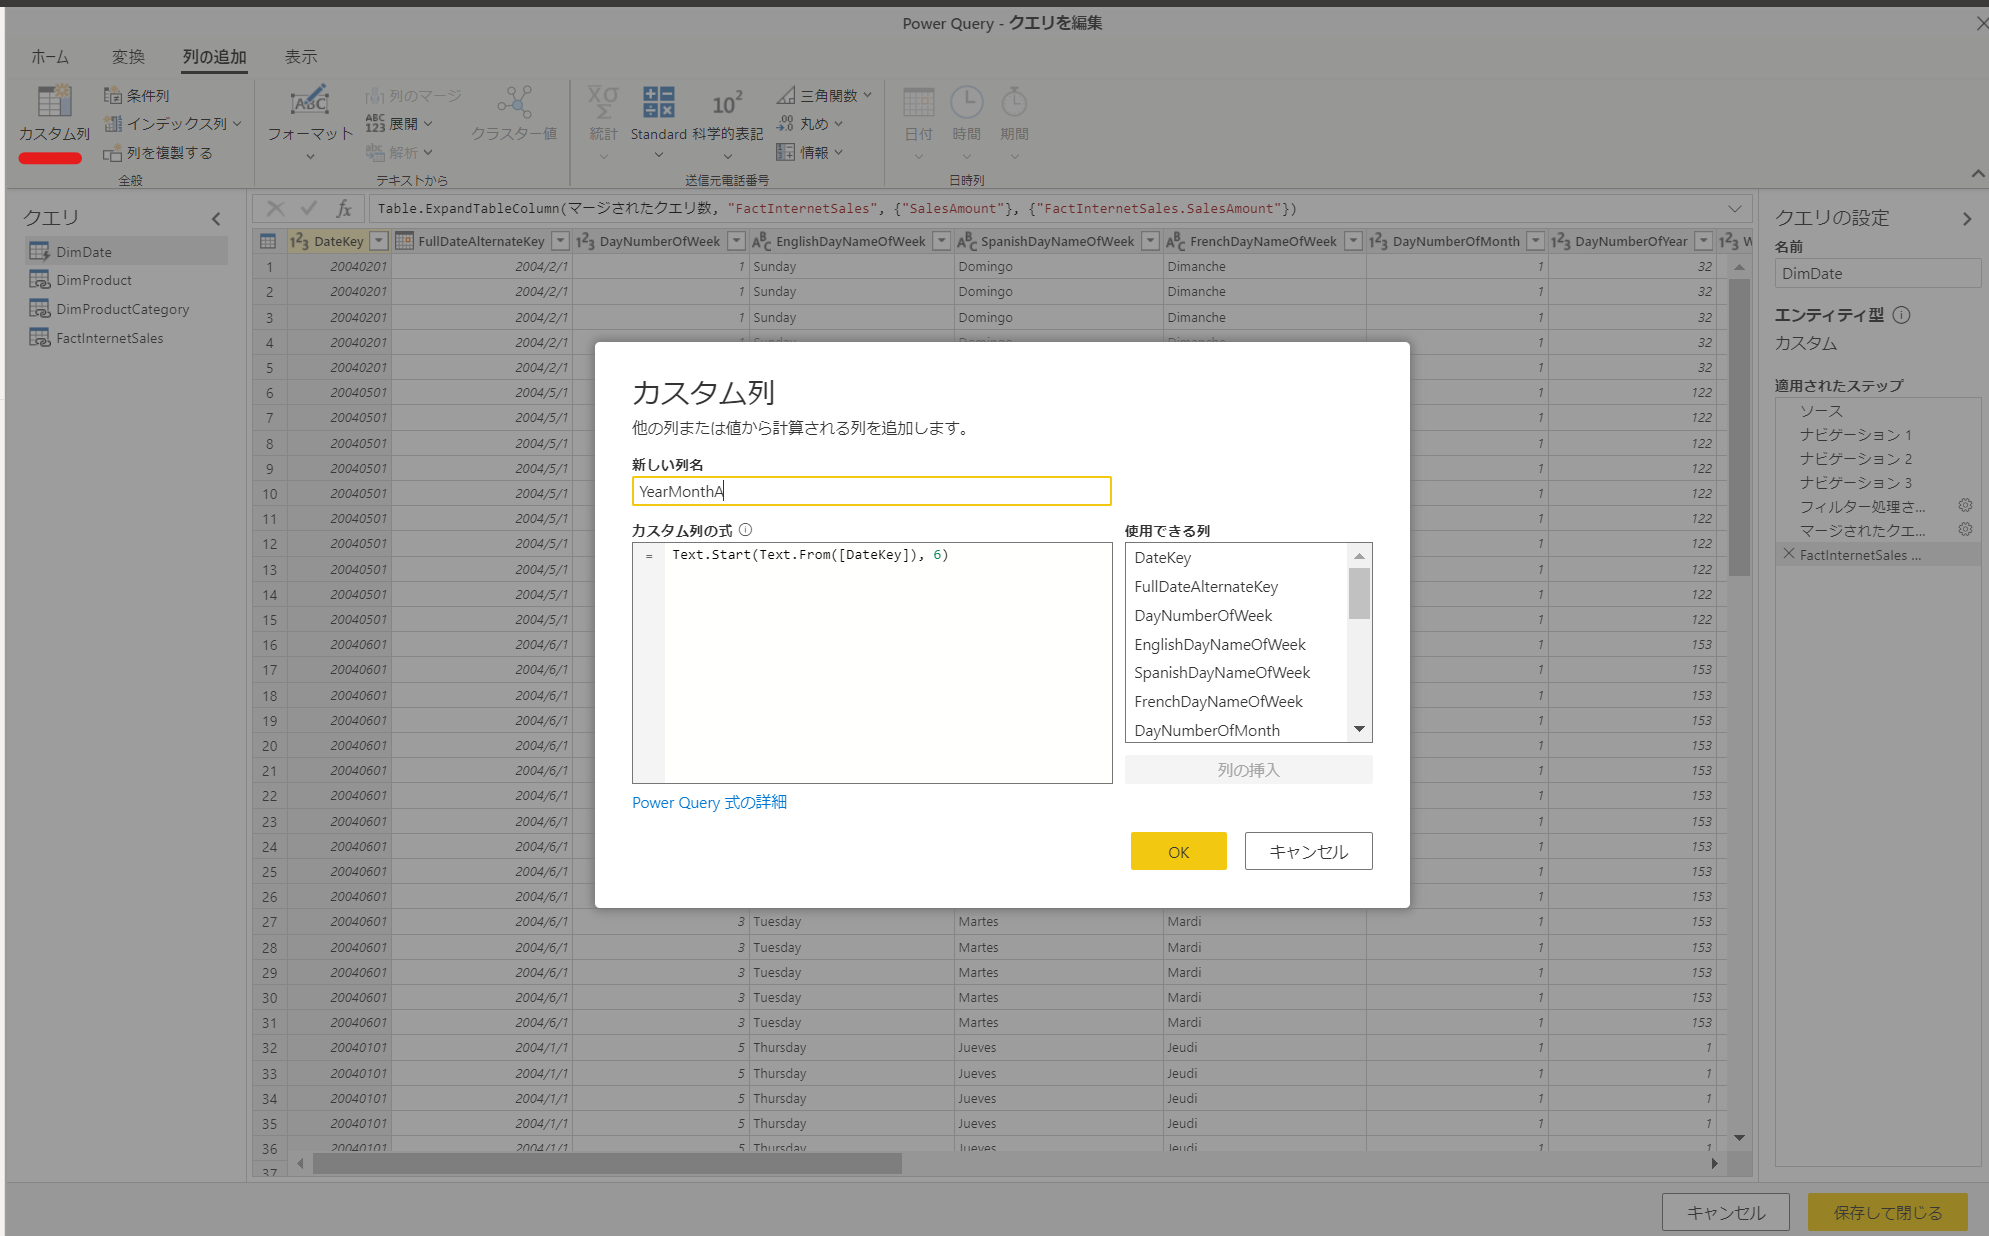 Power Query - クエリを編集
ホーム 変換 列の追加 表示
カスタム列
条件列
インデックス列
列を複製する
全般
フォーマット
列のマージ
ABC 123 展開
abc 解析
クラスター値
テキストから
統計
Standard
科学的表記
三角関数
.00 丸め
情報
送信元電話番号
日付
時間
期間
日時列
クエリ
DimDate
DimProduct
DimProductCategory
FactInternetSales
fx Table.ExpandTableColumn(マージされたクエリ数, "FactInternetSales", {"SalesAmount"}, {"FactInternetSales.SalesAmount"})
DateKey FullDateAlternateKey DayNumberOfWeek EnglishDayNameOfWeek SpanishDayNameOfWeek FrenchDayNameOfWeek DayNumberOfMonth DayNumberOfYear W
1 20040201 2004/2/1 1 Sunday Domingo Dimanche 1 32
2 20040201 2004/2/1 1 Sunday Domingo Dimanche 1 32
3 20040201 2004/2/1 1 Sunday Domingo Dimanche 1 32
4 20040201 2004/2/1 1 Sunday Domingo Dimanche 1 32
5 20040201 2004/2/1 1 32
6 20040501 2004/5/1 1 122
7 20040501 2004/5/1 1 122
8 20040501 2004/5/1 1 122
9 20040501 2004/5/1 1 122
10 20040501 2004/5/1 1 122
11 20040501 2004/5/1 1 122
12 20040501 2004/5/1 1 122
13 20040501 2004/5/1 1 122
14 20040501 2004/5/1 1 122
15 20040501 2004/5/1 1 122
16 20040601 2004/6/1 1 153
17 20040601 2004/6/1 1 153
18 20040601 2004/6/1 1 153
19 20040601 2004/6/1 1 153
20 20040601 2004/6/1 1 153
21 20040601 2004/6/1 1 153
22 20040601 2004/6/1 1 153
23 20040601 2004/6/1 1 153
24 20040601 2004/6/1 1 153
25 20040601 2004/6/1 1 153
26 20040601 2004/6/1 1 153
27 20040601 2004/6/1 3 Tuesday Martes Mardi 1 153
28 20040601 2004/6/1 3 Tuesday Martes Mardi 1 153
29 20040601 2004/6/1 3 Tuesday Martes Mardi 1 153
30 20040601 2004/6/1 3 Tuesday Martes Mardi 1 153
31 20040601 2004/6/1 3 Tuesday Martes Mardi 1 153
32 20040101 2004/1/1 5 Thursday Jueves Jeudi 1 1
33 20040101 2004/1/1 5 Thursday Jueves Jeudi 1 1
34 20040101 2004/1/1 5 Thursday Jueves Jeudi 1 1
35 20040101 2004/1/1 5 Thursday Jueves Jeudi 1 1
36 20040101 2004/1/1 5 Thursday Jueves Jeudi 1 1
37
カスタム列
他の列または値から計算される列を追加します。
新しい列名
YearMonthA
カスタム列の式
= Text.Start(Text.From([DateKey]), 6)
使用できる列
DateKey
FullDateAlternateKey
DayNumberOfWeek
EnglishDayNameOfWeek
SpanishDayNameOfWeek
FrenchDayNameOfWeek
DayNumberOfMonth
列の挿入
Power Query 式の詳細
OK キャンセル
クエリの設定
名前
DimDate
エンティティ型
カスタム
適用されたステップ
ソース
ナビゲーション 1
ナビゲーション 2
ナビゲーション 3
フィルター処理さ...
マージされたクエ...
FactInternetSales ...
キャンセル 保存して閉じる